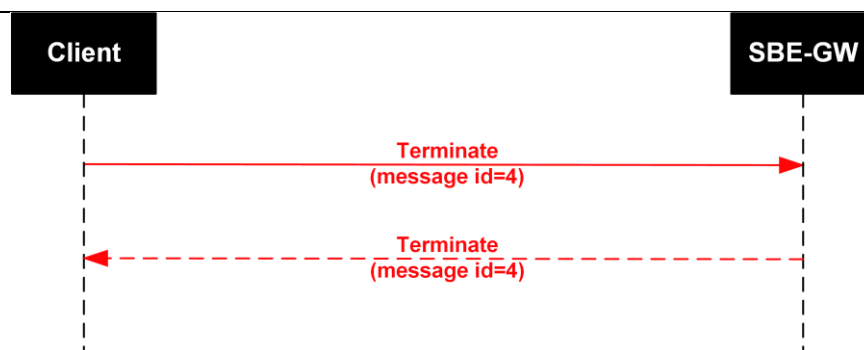 Client
SBE-GW
Terminate
(message id=4)
Terminate
(message id=4)